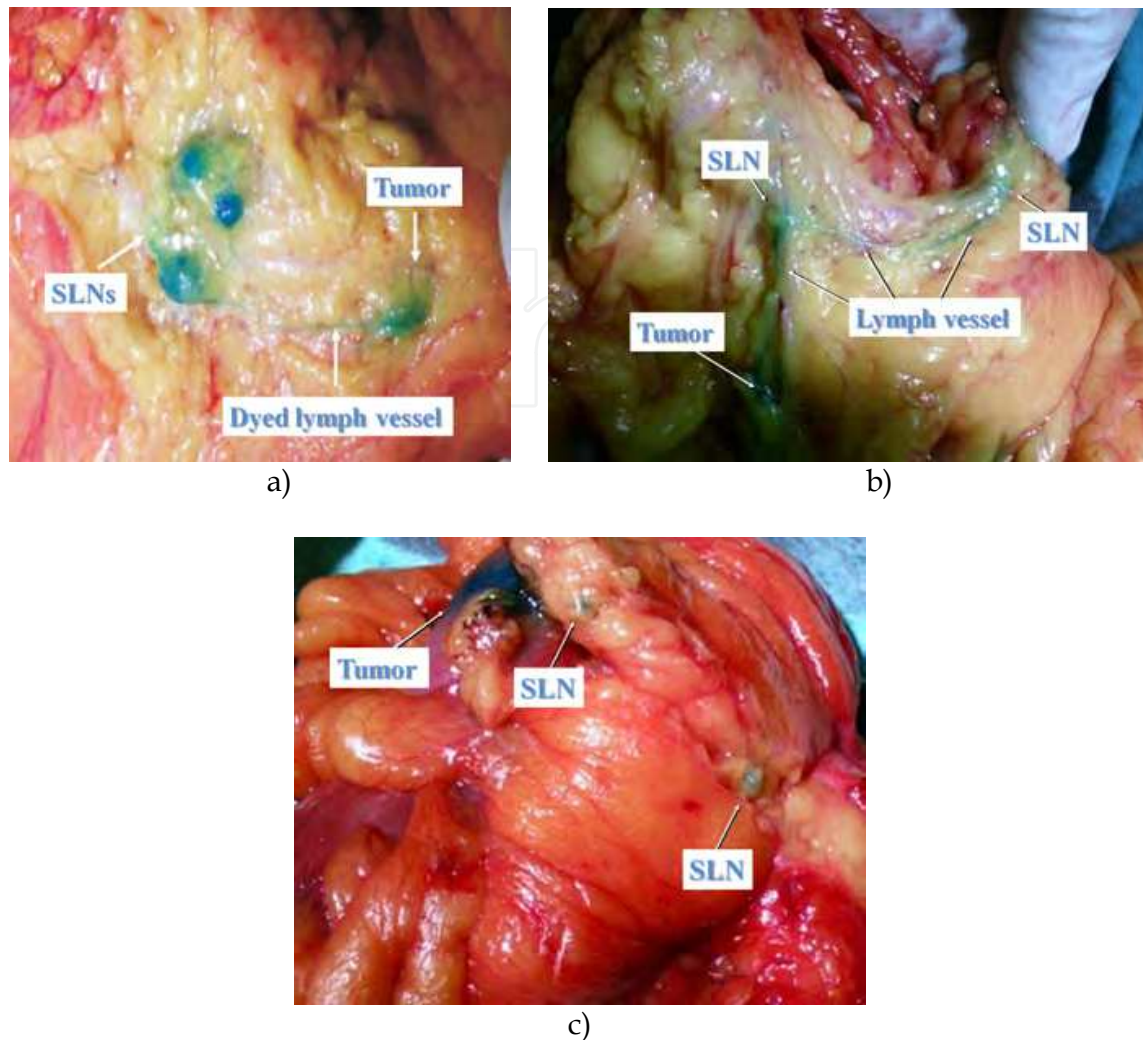 SLNs
Tumor
Dyed lymph vessel
a)
SLN
SLN
Lymph vessel
Tumor
b)
Tumor
SLN
SLN
c)